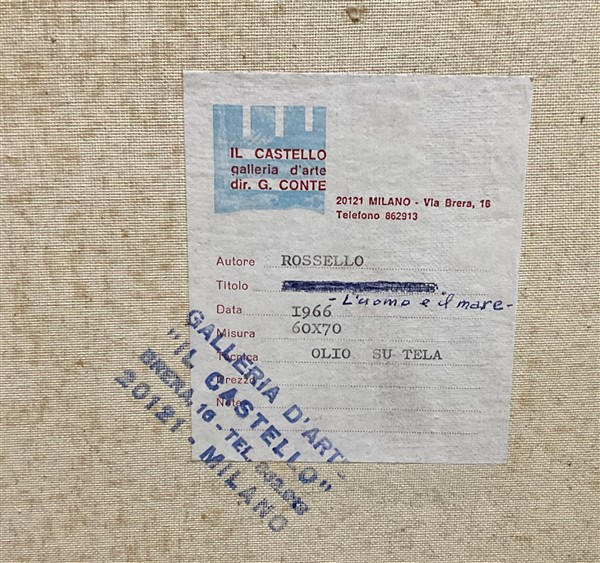 IL CASTELLO
galleria d'arte
dir. G. CONTE
20121 MILANO - Via Brera, 16
Telefono 862913
Autore ROSSELLO
Titolo
- L'uomo e il mare -
Data 1966
Misura 60X70
Tecnica OLIO SU TELA
Prezzo
Note
GALLERIA D'ARTE
"IL CASTELLO"
BRERA, 16 - TEL.
20121 - MILANO